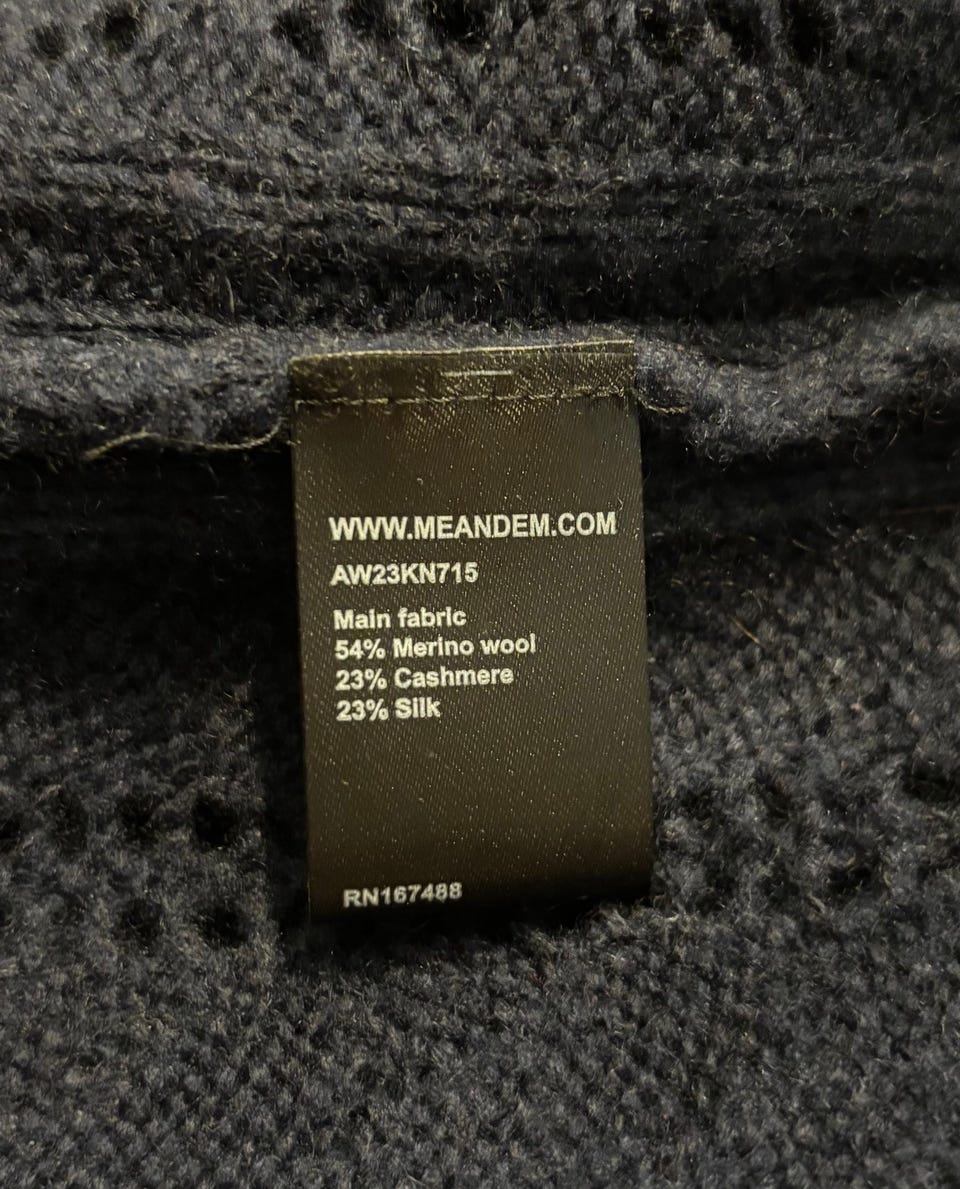 WWW.MEANDEM.COM
AW23KN715
Main fabric
54% Merino wool
23% Cashmere
23% Silk
RN167488